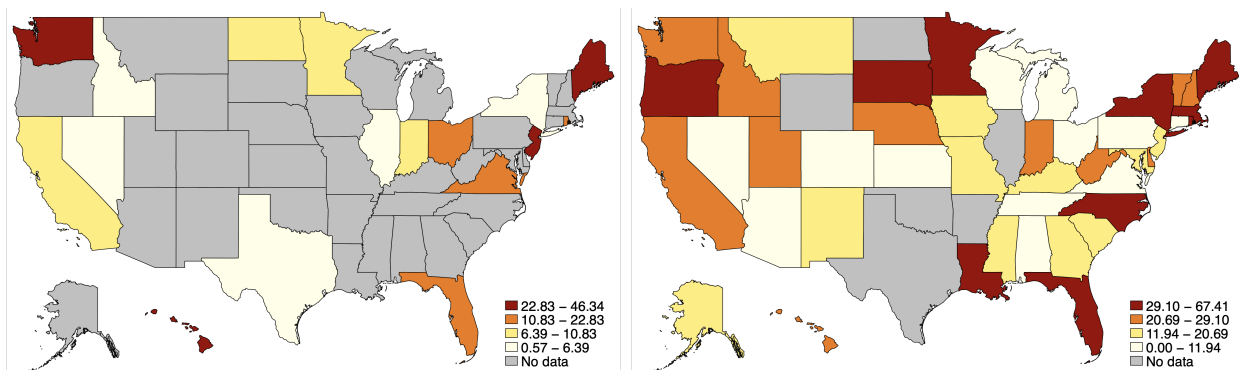 22.83 – 46.34
10.83 – 22.83
6.39 – 10.83
0.57 – 6.39
No data
29.10 – 67.41
20.69 – 29.10
11.94 – 20.69
0.00 – 11.94
No data